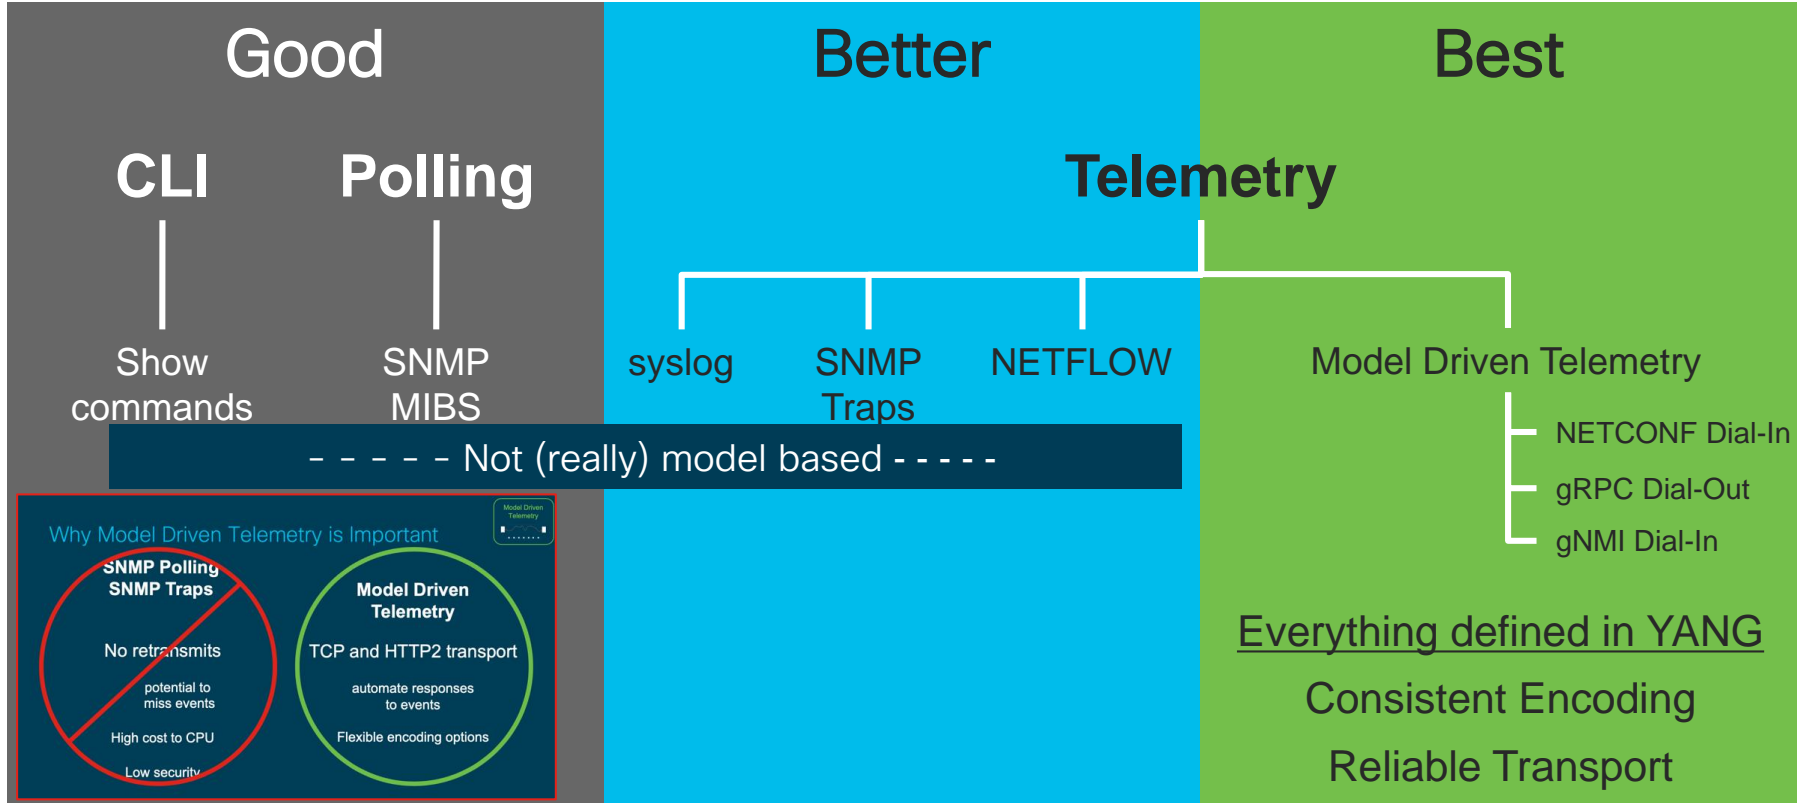 Good
Better
Best
CLI
Polling
Telemetry
Show
commands
SNMP
MIBS
syslog
SNMP
Traps
NETFLOW
Model Driven Telemetry
NETCONF Dial-In
gRPC Dial-Out
gNMI Dial-In
- - - - - Not (really) model based - - - - -
Why Model Driven Telemetry is Important
Model Driven
Telemetry
SNMP Polling
SNMP Traps
No retransmits
potential to
miss events
High cost to CPU
Low security
Model Driven
Telemetry
TCP and HTTP2 transport
automate responses
to events
Flexible encoding options
Everything defined in YANG
Consistent Encoding
Reliable Transport